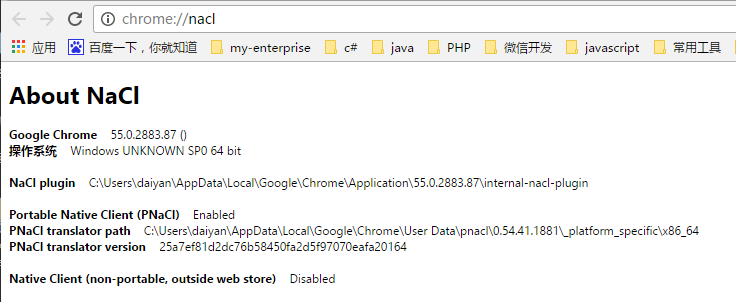 chrome://nacl
应用 百度一下，你就知道 my-enterprise c# java PHP 微信开发 javascript 常用工具
About NaCl
Google Chrome 55.0.2883.87 ()
操作系统 Windows UNKNOWN SP0 64 bit
NaCl plugin C:\Users\daiyan\AppData\Local\Google\Chrome\Application\55.0.2883.87\internal-nacl-plugin
Portable Native Client (PNaCl) Enabled
PNaCl translator path C:\Users\daiyan\AppData\Local\Google\Chrome\User Data\pnacl\0.54.41.1881\_platform_specific\x86_64
PNaCl translator version 25a7ef81d2dc76b58450fa2d5f97070eafa20164
Native Client (non-portable, outside web store) Disabled